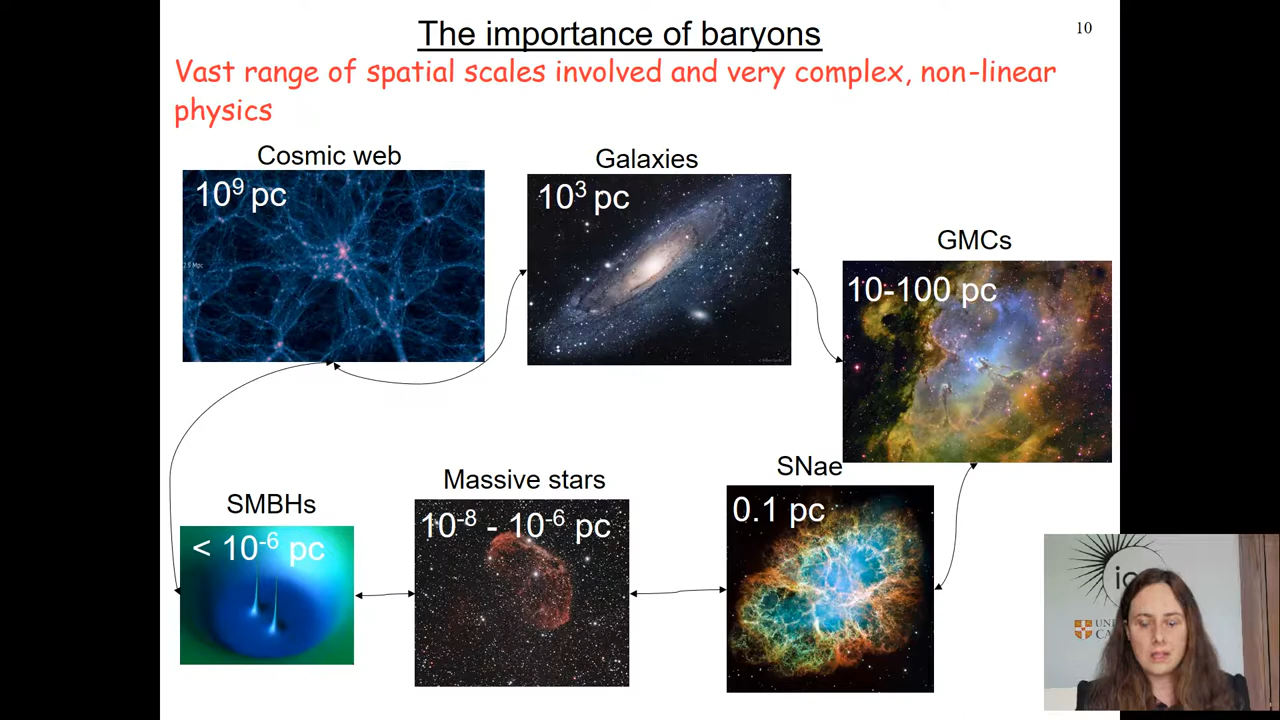 The importance of baryons
10
Vast range of spatial scales involved and very complex, non-linear
physics
Cosmic web
10⁹ pc
Galaxies
10³ pc
GMCs
10-100 pc
SNae
0.1 pc
Massive stars
10⁻⁸ - 10⁻⁶ pc
SMBHs
< 10⁻⁶ pc